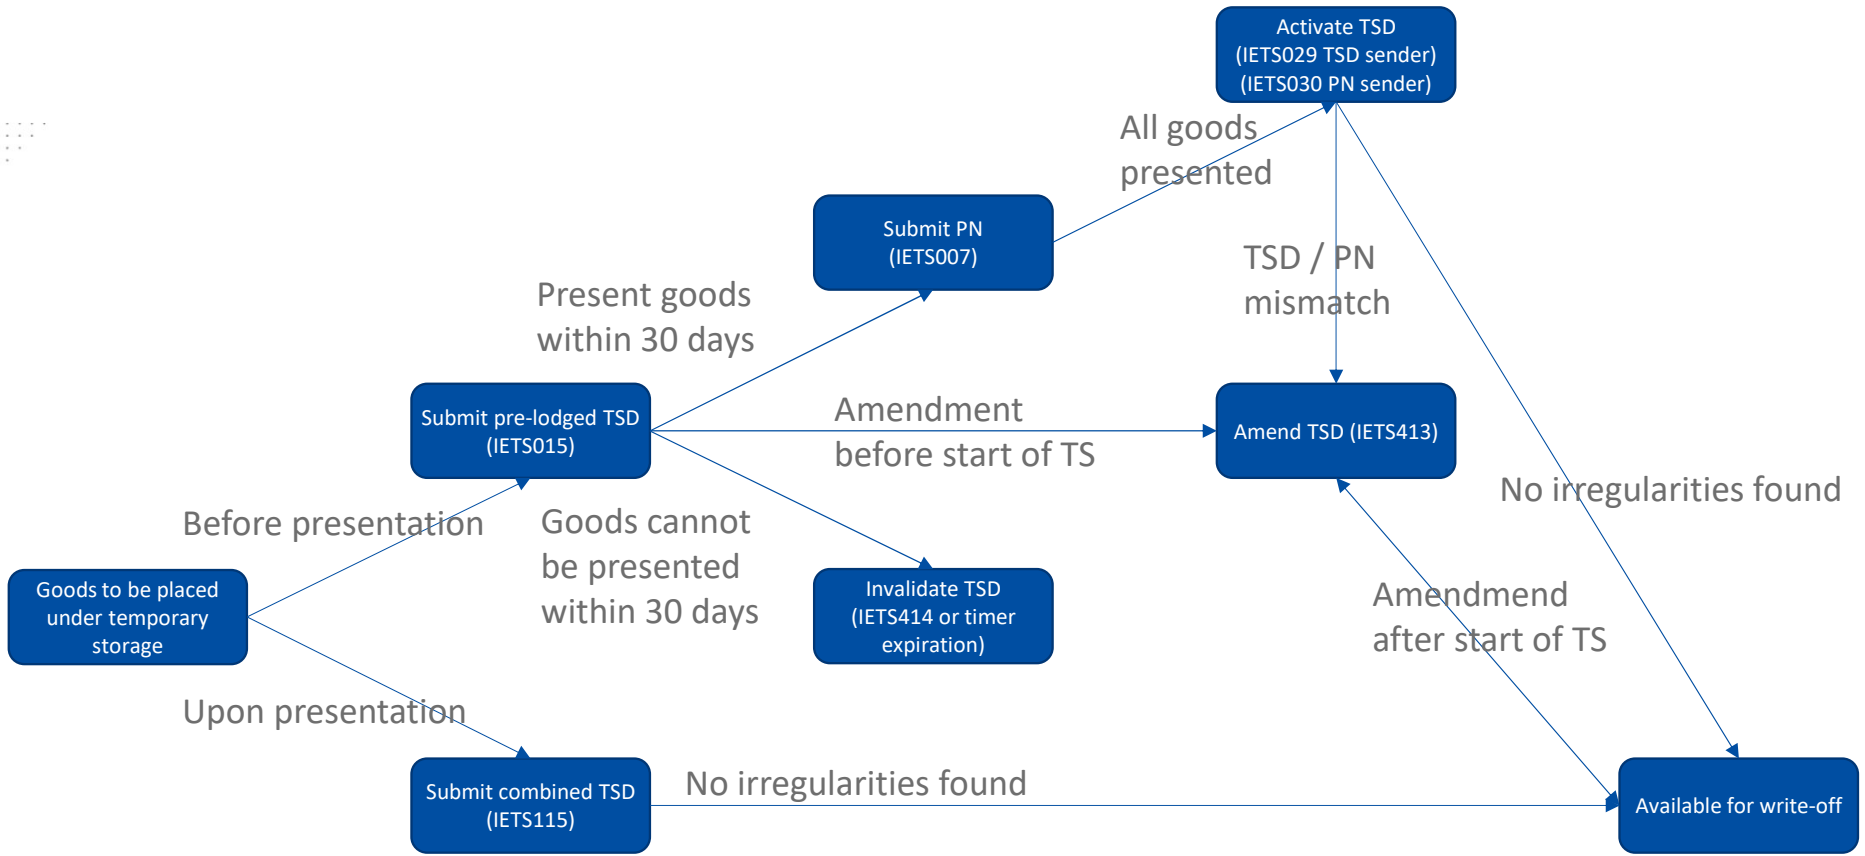 Activate TSD
(IETS029 TSD sender)
(IETS030 PN sender)
All goods
presented
Submit PN
(IETS007)
TSD / PN
mismatch
Present goods
within 30 days
Submit pre-lodged TSD
(IETS015)
Amendment
before start of TS
Amend TSD (IETS413)
No irregularities found
Before presentation
Goods cannot
be presented
within 30 days
Goods to be placed
under temporary
storage
Invalidate TSD
(IETS414 or timer
expiration)
Amendmend
after start of TS
Upon presentation
Submit combined TSD
(IETS115)
No irregularities found
Available for write-off